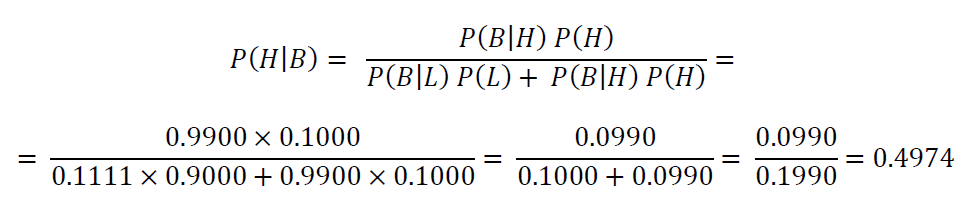 P(H|B) = P(B|H) P(H) / P(B|L) P(L) + P(B|H) P(H) =
= 0.9900 × 0.1000 / 0.1111 × 0.9000 + 0.9900 × 0.1000 = 0.0990 / 0.1000 + 0.0990 = 0.0990 / 0.1990 = 0.4974